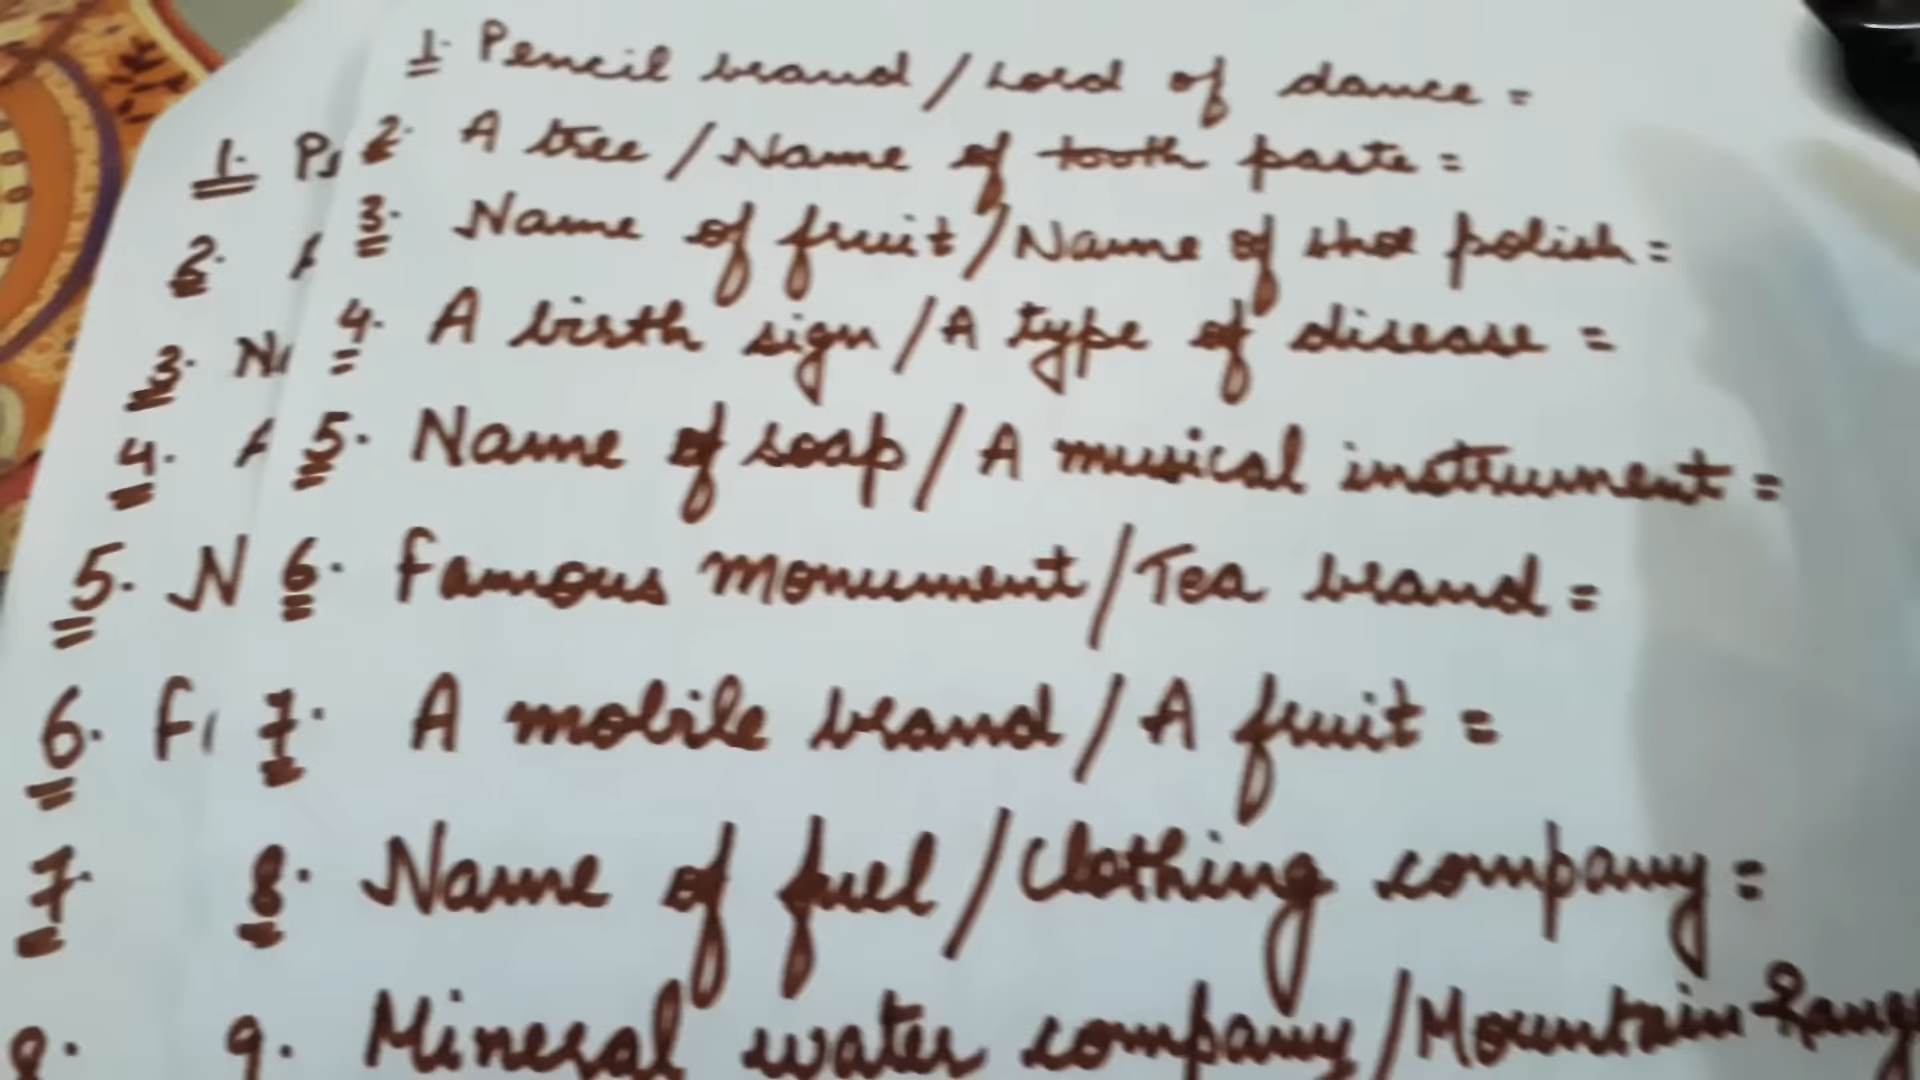 1. Pencil brand / Lord of dance =
2. A tree / Name of tooth paste =
3. Name of fruit / Name of shoe polish =
4. A birth sign / A type of disease =
5. Name of soap / A musical instrument =
6. Famous monument / Tea brand =
7. A mobile brand / A fruit =
8. Name of fuel / Clothing company =
9. Mineral water company / Mountain Range
1.
2.
3.
4.
5. N
6. F
7.
8.